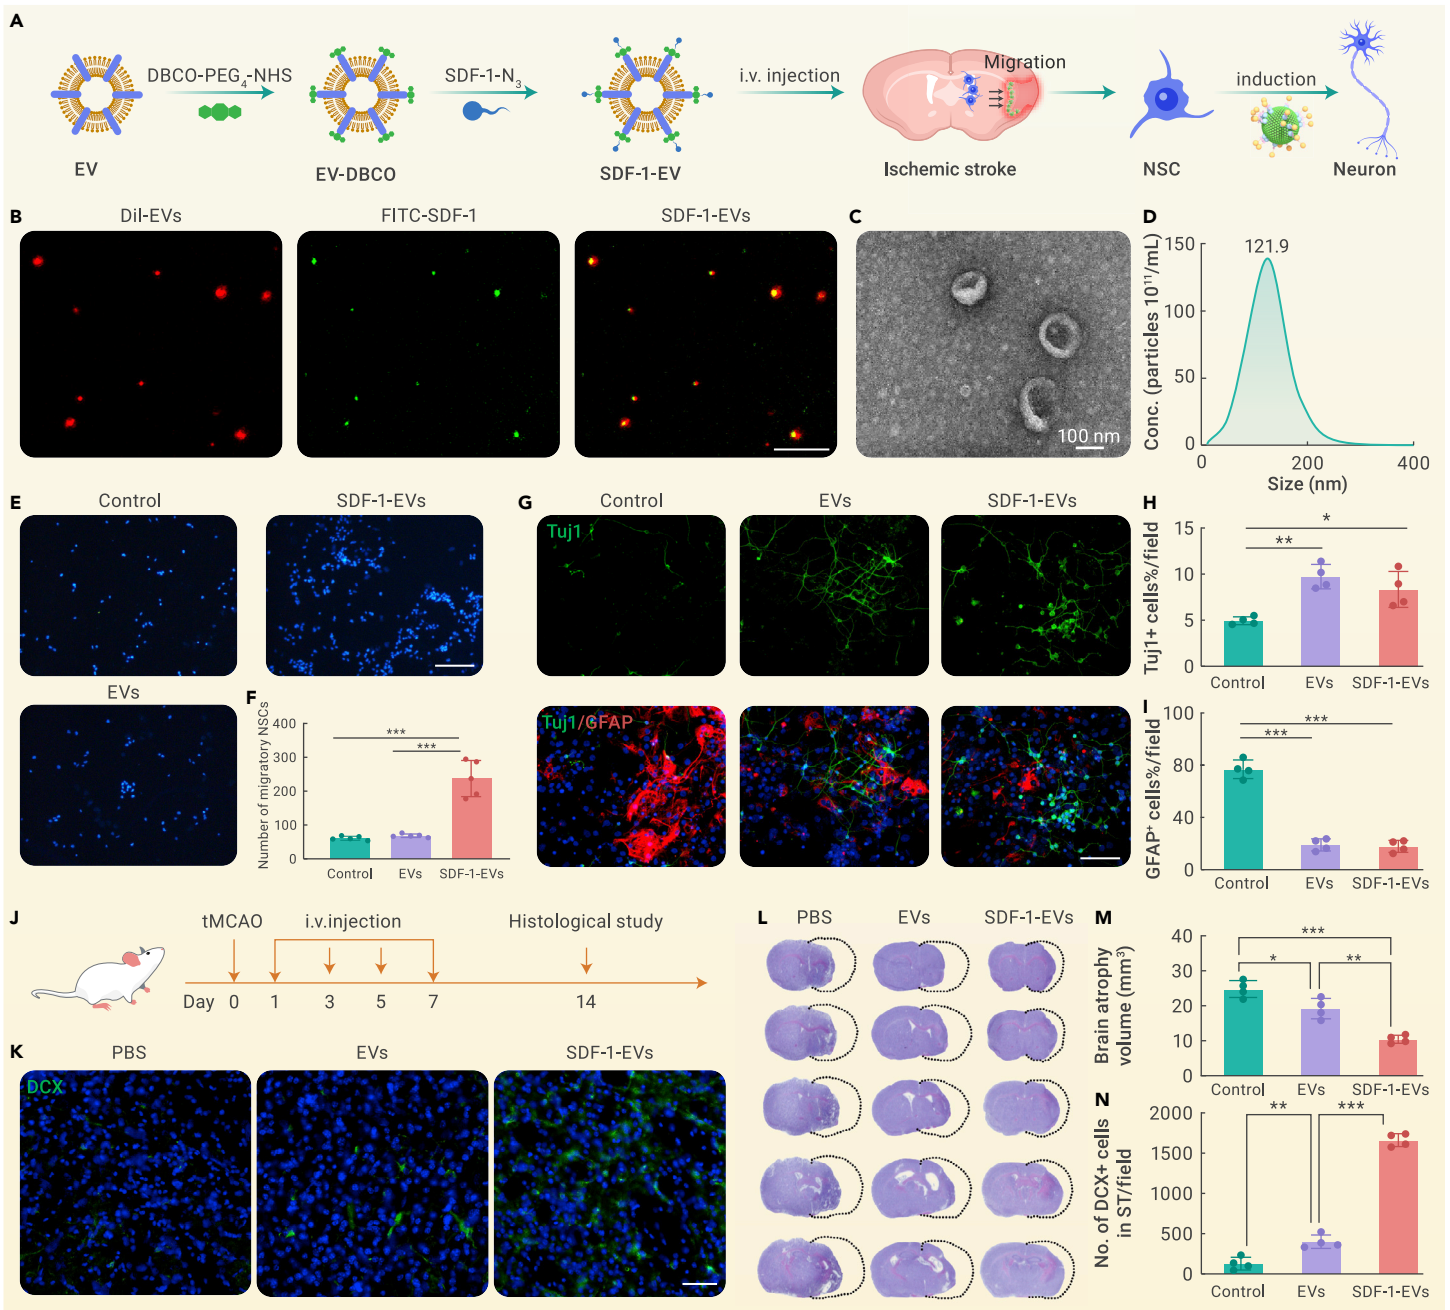 A
DBCO-PEG4-NHS
SDF-1-N3
i.v. injection
Migration
induction
EV
EV-DBCO
SDF-1-EV
Ischemic stroke
NSC
Neuron
B
Dil-EVs
FITC-SDF-1
SDF-1-EVs
C
100 nm
D
Conc. (particles 10¹¹/mL)
150
100
50
0
121.9
0
200
400
Size (nm)
E
Control
SDF-1-EVs
EVs
F
Number of migratory NSCs
400
300
200
100
0
***
***
Control
EVs
SDF-1-EVs
G
Control
EVs
SDF-1-EVs
Tuj1
Tuj1/GFAP
H
Tuj1+ cells%/field
15
10
5
0
*
**
Control
EVs
SDF-1-EVs
I
GFAP⁺ cells%/field
100
80
40
0
***
***
Control
EVs
SDF-1-EVs
J
tMCAO
i.v.injection
Histological study
Day
0
1
3
5
7
14
K
PBS
EVs
SDF-1-EVs
DCX
L
PBS
EVs
SDF-1-EVs
M
Brain atrophy
volume (mm³)
40
30
20
10
0
***
*
**
Control
EVs
SDF-1-EVs
N
No. of DCX+ cells
in ST/field
2000
1500
1000
500
0
**
***
Control
EVs
SDF-1-EVs